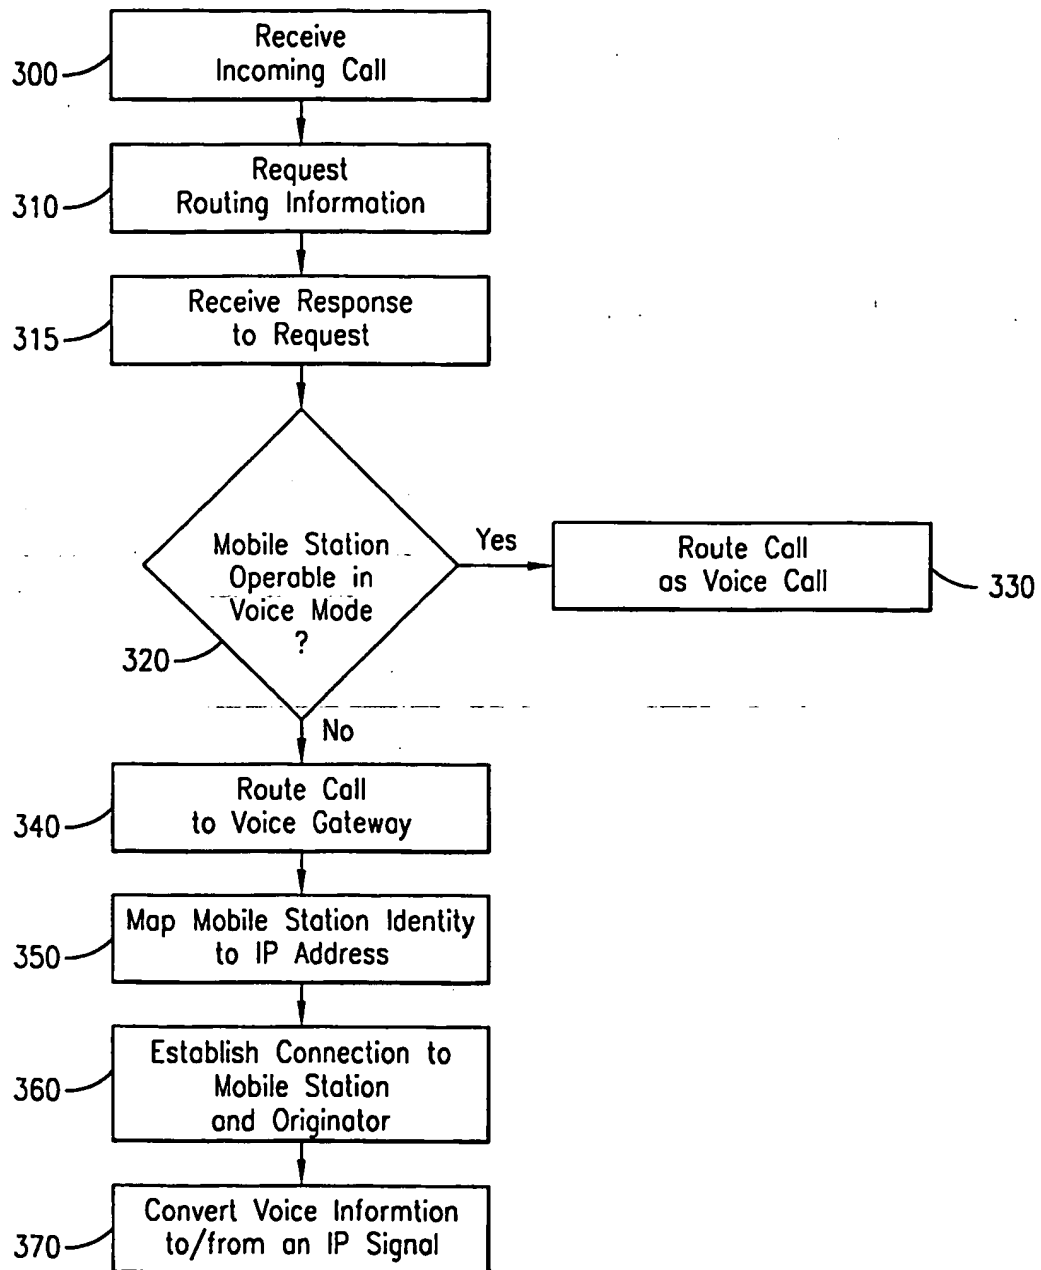 Receive
Incoming Call
300
Request
Routing Information
310
Receive Response
to Request
315
Mobile Station
Operable in
Voice Mode
?
320
Yes
Route Call
as Voice Call
330
No
Route Call
to Voice Gateway
340
Map Mobile Station Identity
to IP Address
350
Establish Connection to
Mobile Station
and Originator
360
Convert Voice Informtion
to/from an IP Signal
370